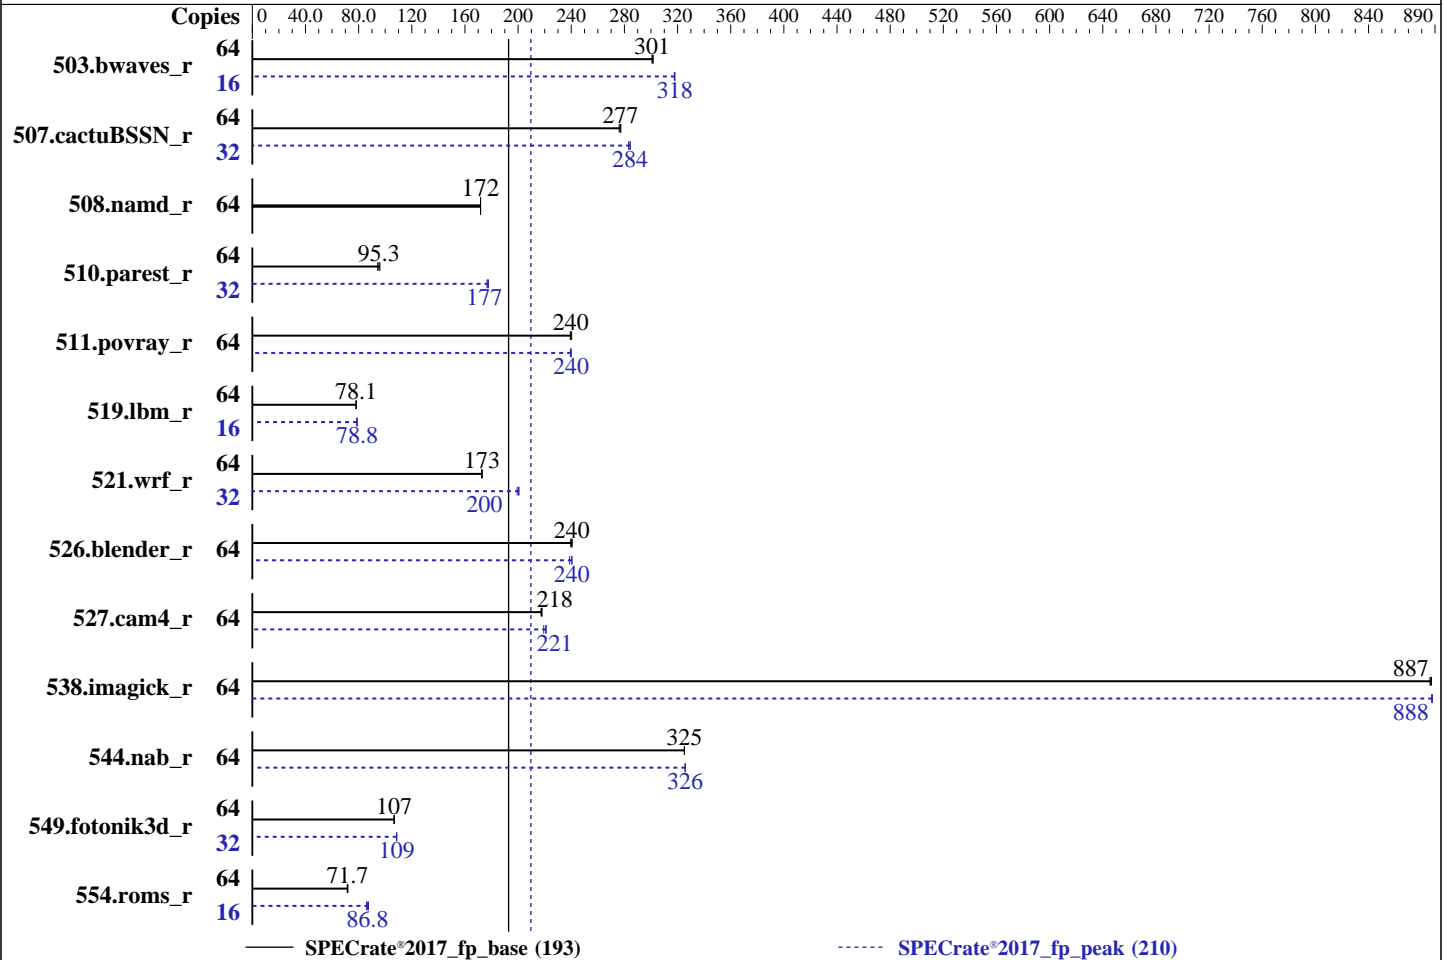 Copies 0 40.0 80.0 120 160 200 240 280 320 360 400 440 480 520 560 600 640 680 720 760 800 840 890
503.bwaves_r 64 301
16 318
507.cactuBSSN_r 64 277
32 284
508.namd_r 64 172
510.parest_r 64 95.3
32 177
511.povray_r 64 240
240
519.lbm_r 64 78.1
16 78.8
521.wrf_r 64 173
32 200
526.blender_r 64 240
240
527.cam4_r 64 218
221
538.imagick_r 64 887
888
544.nab_r 64 325
326
549.fotonik3d_r 64 107
32 109
554.roms_r 64 71.7
16 86.8
SPECrate®2017_fp_base (193) SPECrate®2017_fp_peak (210)